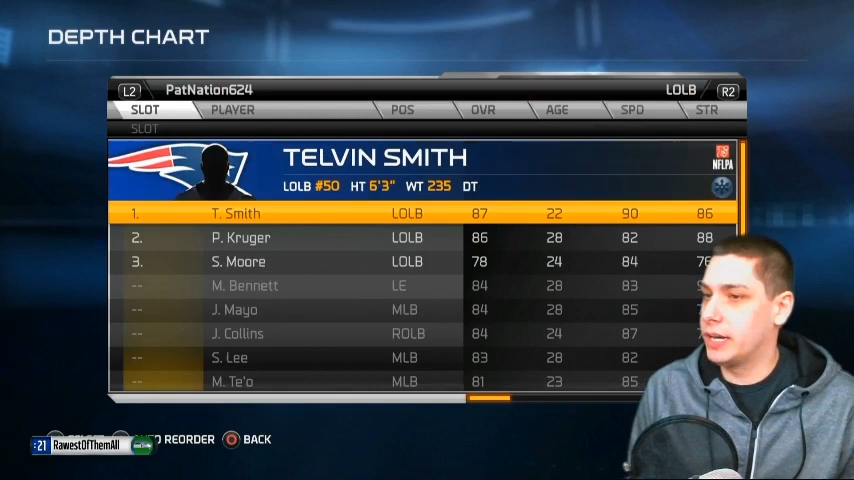 DEPTH CHART
L2 PatNation624 LOLB R2
SLOT PLAYER POS OVR AGE SPD STR
SLOT
TELVIN SMITH
NFLPA
LOLB #50 HT 6'3" WT 235 DT
1. T. Smith LOLB 87 22 90 86
2. P. Kruger LOLB 86 28 82 88
3. S. Moore LOLB 78 24 84 76
-- M. Bennett LE 84 28 83
-- J. Mayo MLB 84 28 85
-- J. Collins ROLB 84 24 87
-- S. Lee MLB 83 28 82
-- M. Te'o MLB 81 23 85
REORDER BACK
:21 RawestOfThemAll